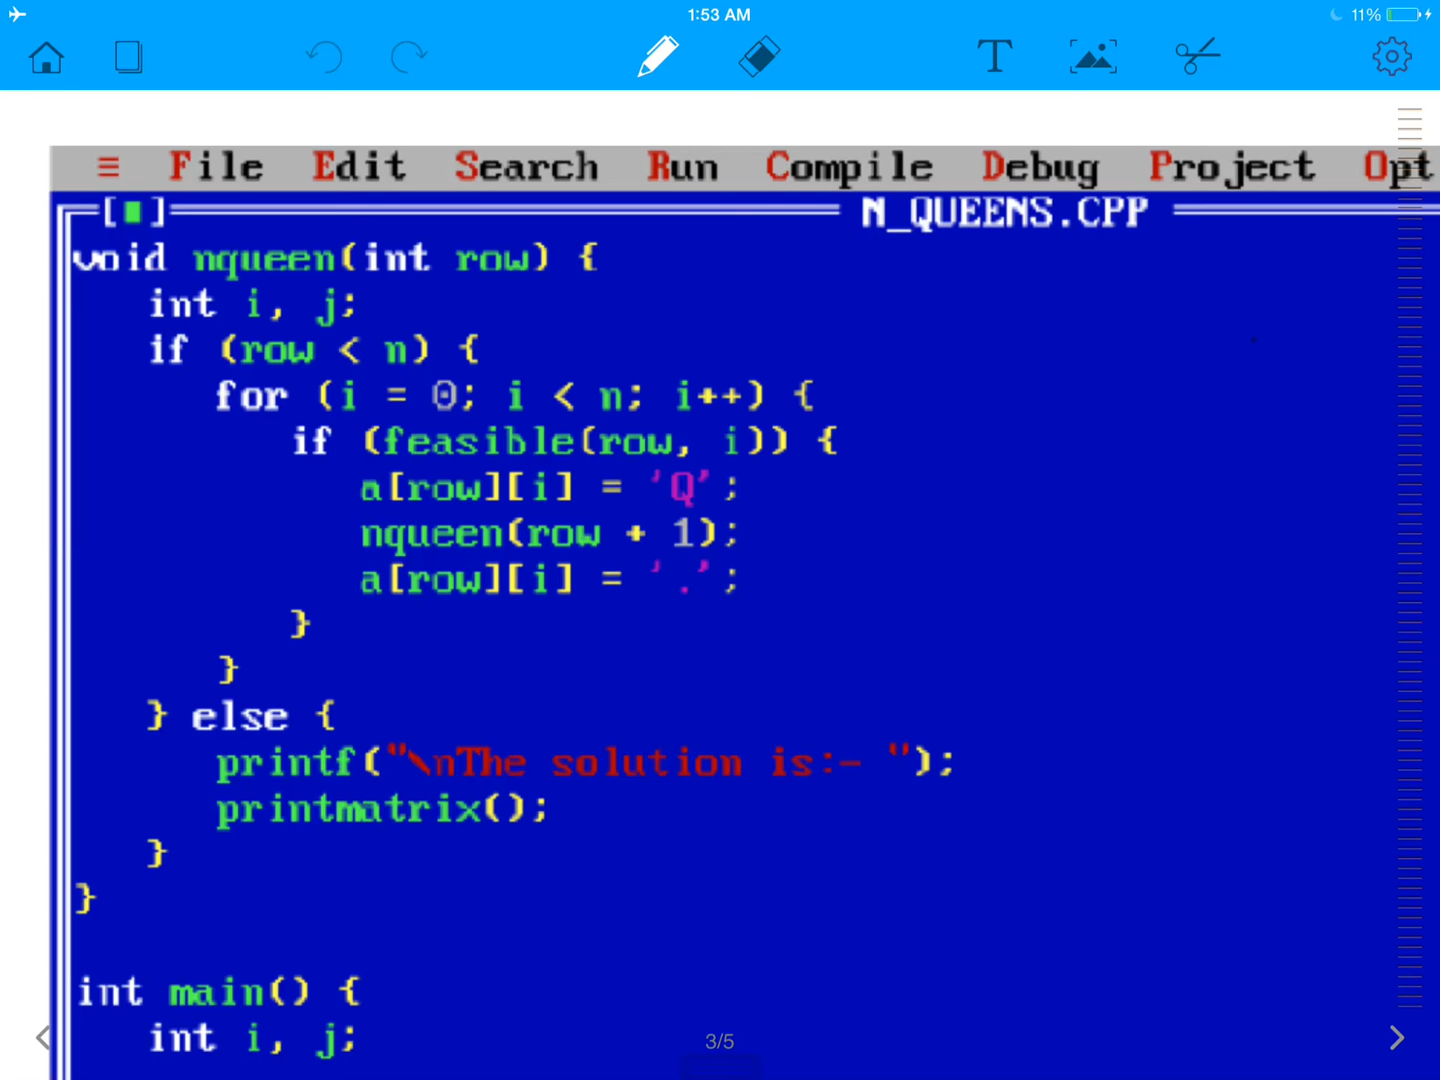 1:53 AM
11%
T
≡ File Edit Search Run Compile Debug Project Opt
[■] N_QUEENS.CPP
void nqueen(int row) {
int i, j;
if (row < n) {
for (i = 0; i < n; i++) {
if (feasible(row, i)) {
a[row][i] = 'Q';
nqueen(row + 1);
a[row][i] = '.';
}
}
} else {
printf("\nThe solution is:- ");
printmatrix();
}
}
int main() {
int i, j;
3/5